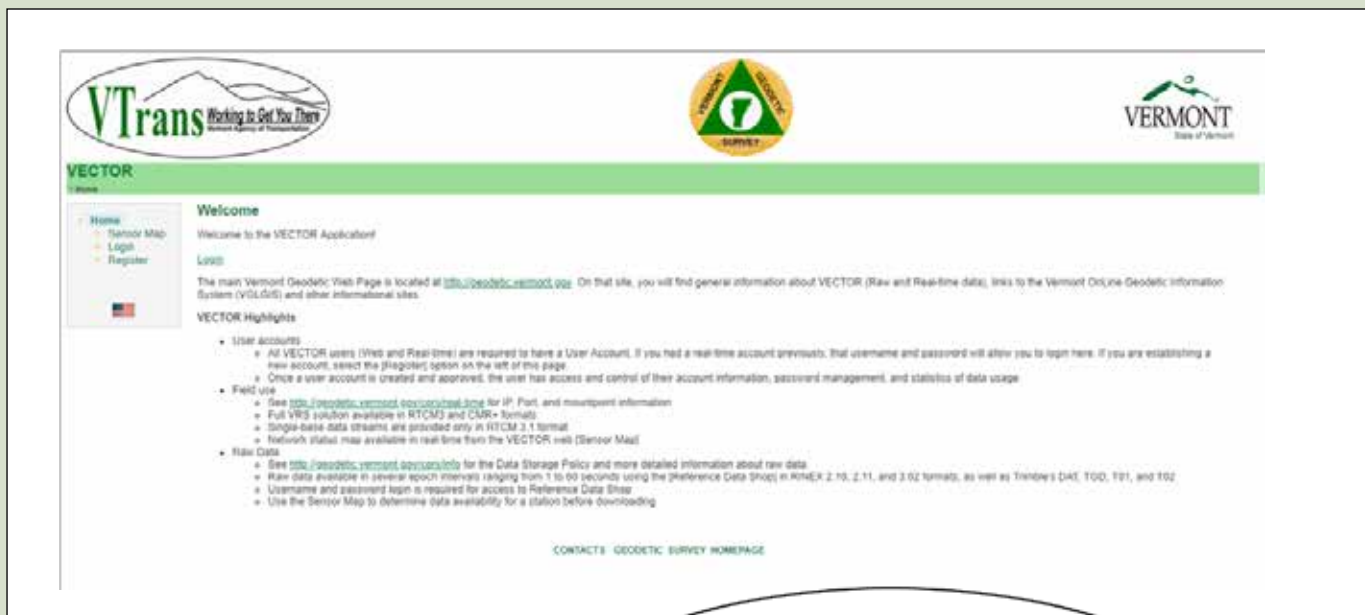 VTrans Working to Get You There
Vermont Agency of Transportation
VERMONT GEODETIC SURVEY
VERMONT
State of Vermont
VECTOR
Home
Home
Sensor Map
Login
Register
Welcome
Welcome to the VECTOR Application!
Login
The main Vermont Geodetic Web Page is located at http://geodetic.vermont.gov. On that site, you will find general information about VECTOR (Raw and Real-time data), links to the Vermont OnLine Geodetic Information
System (VOLGIS) and other informational sites.
VECTOR Highlights
User accounts
All VECTOR users (Web and Real-time) are required to have a User Account. If you had a real-time account previously, that username and password will allow you to login here. If you are establishing a
new account, select the [Register] option on the left of this page.
Once a user account is created and approved, the user has access and control of their account information, password management, and statistics of data usage
Field use
See http://geodetic.vermont.gov/cors/real-time for IP, Port, and mountpoint information
Full VRS solution available in RTCM3 and CMR+ formats
Single-base data streams are provided only in RTCM 3.1 format
Network status map available in real-time from the VECTOR web [Sensor Map]
Raw Data
See http://geodetic.vermont.gov/cors/info for the Data Storage Policy and more detailed information about raw data
Raw data available in several epoch intervals ranging from 1 to 60 seconds using the [Reference Data Shop] in RINEX 2.10, 2.11, and 3.02 formats, as well as Trimble's DAT, TGD, T01, and T02
Username and password login is required for access to Reference Data Shop
Use the Sensor Map to determine data availability for a station before downloading
CONTACTS GEODETIC SURVEY HOMEPAGE